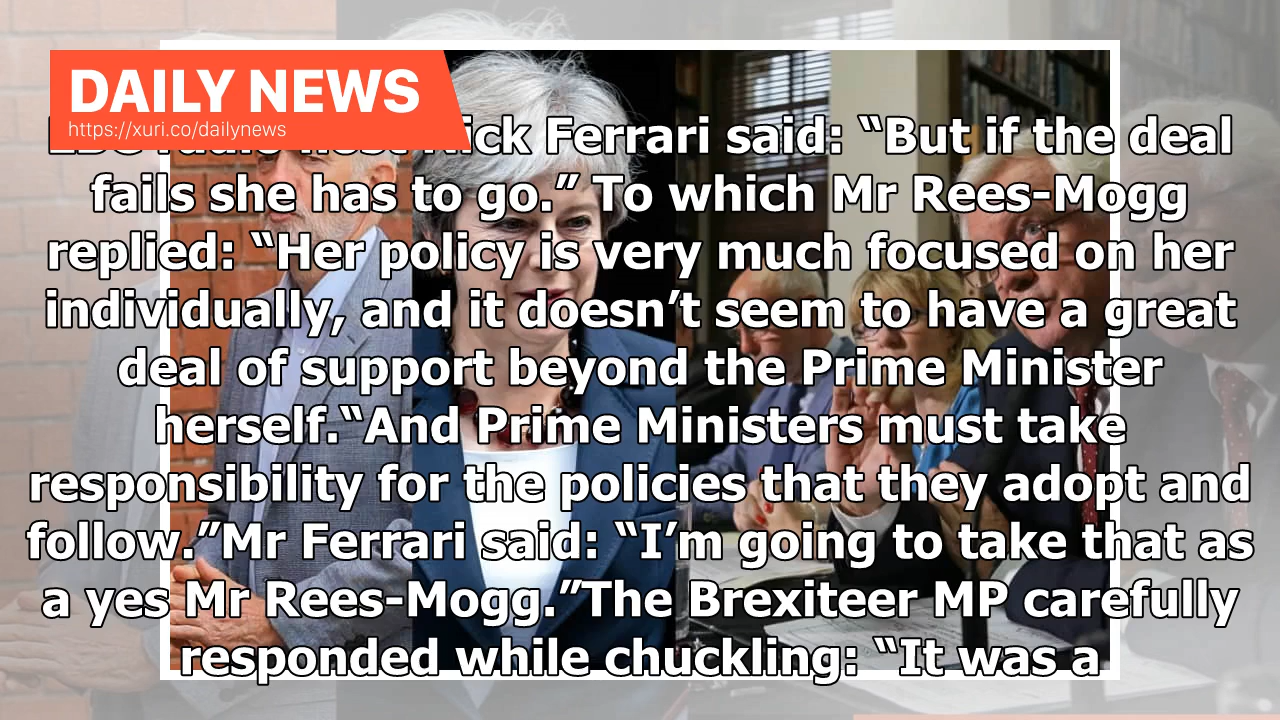 DAILY NEWS
https://xuri.co/dailynews
Ferrari said: “But if the deal
fails she has to go.” To which Mr Rees-Mogg
replied: “Her policy is very much focused on her
individually, and it doesn’t seem to have a great
deal of support beyond the Prime Minister
herself.“And Prime Ministers must take
responsibility for the policies that they adopt and
follow.”Mr Ferrari said: “I’m going to take that as
a yes Mr Rees-Mogg.”The Brexiteer MP carefully
responded while chuckling: “It was a